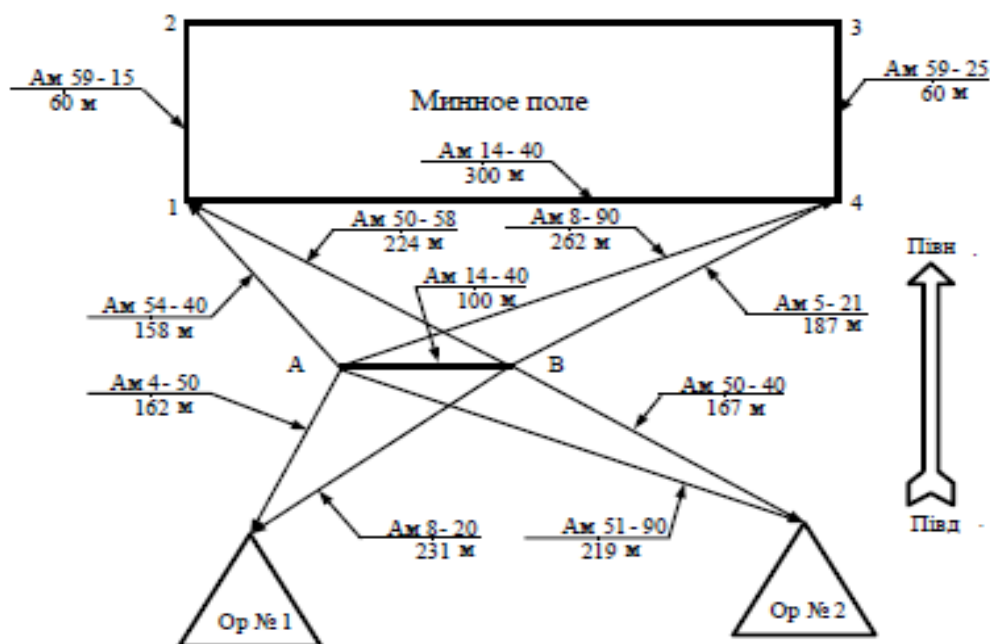 2
3
Ам 59 - 15
60 м
Ам 59 - 25
60 м
Минное поле
Ам 14 - 40
300 м
1
4
Ам 50 - 58
224 м
Ам 8 - 90
262 м
Півн .
Ам 14 - 40
100 м
Ам 54 - 40
158 м
Ам 5 - 21
187 м
А
В
Ам 4 - 50
162 м
Ам 50 - 40
167 м
Ам 8 - 20
231 м
Ам 51 - 90
219 м
Півд .
Ор № 1
Ор № 2